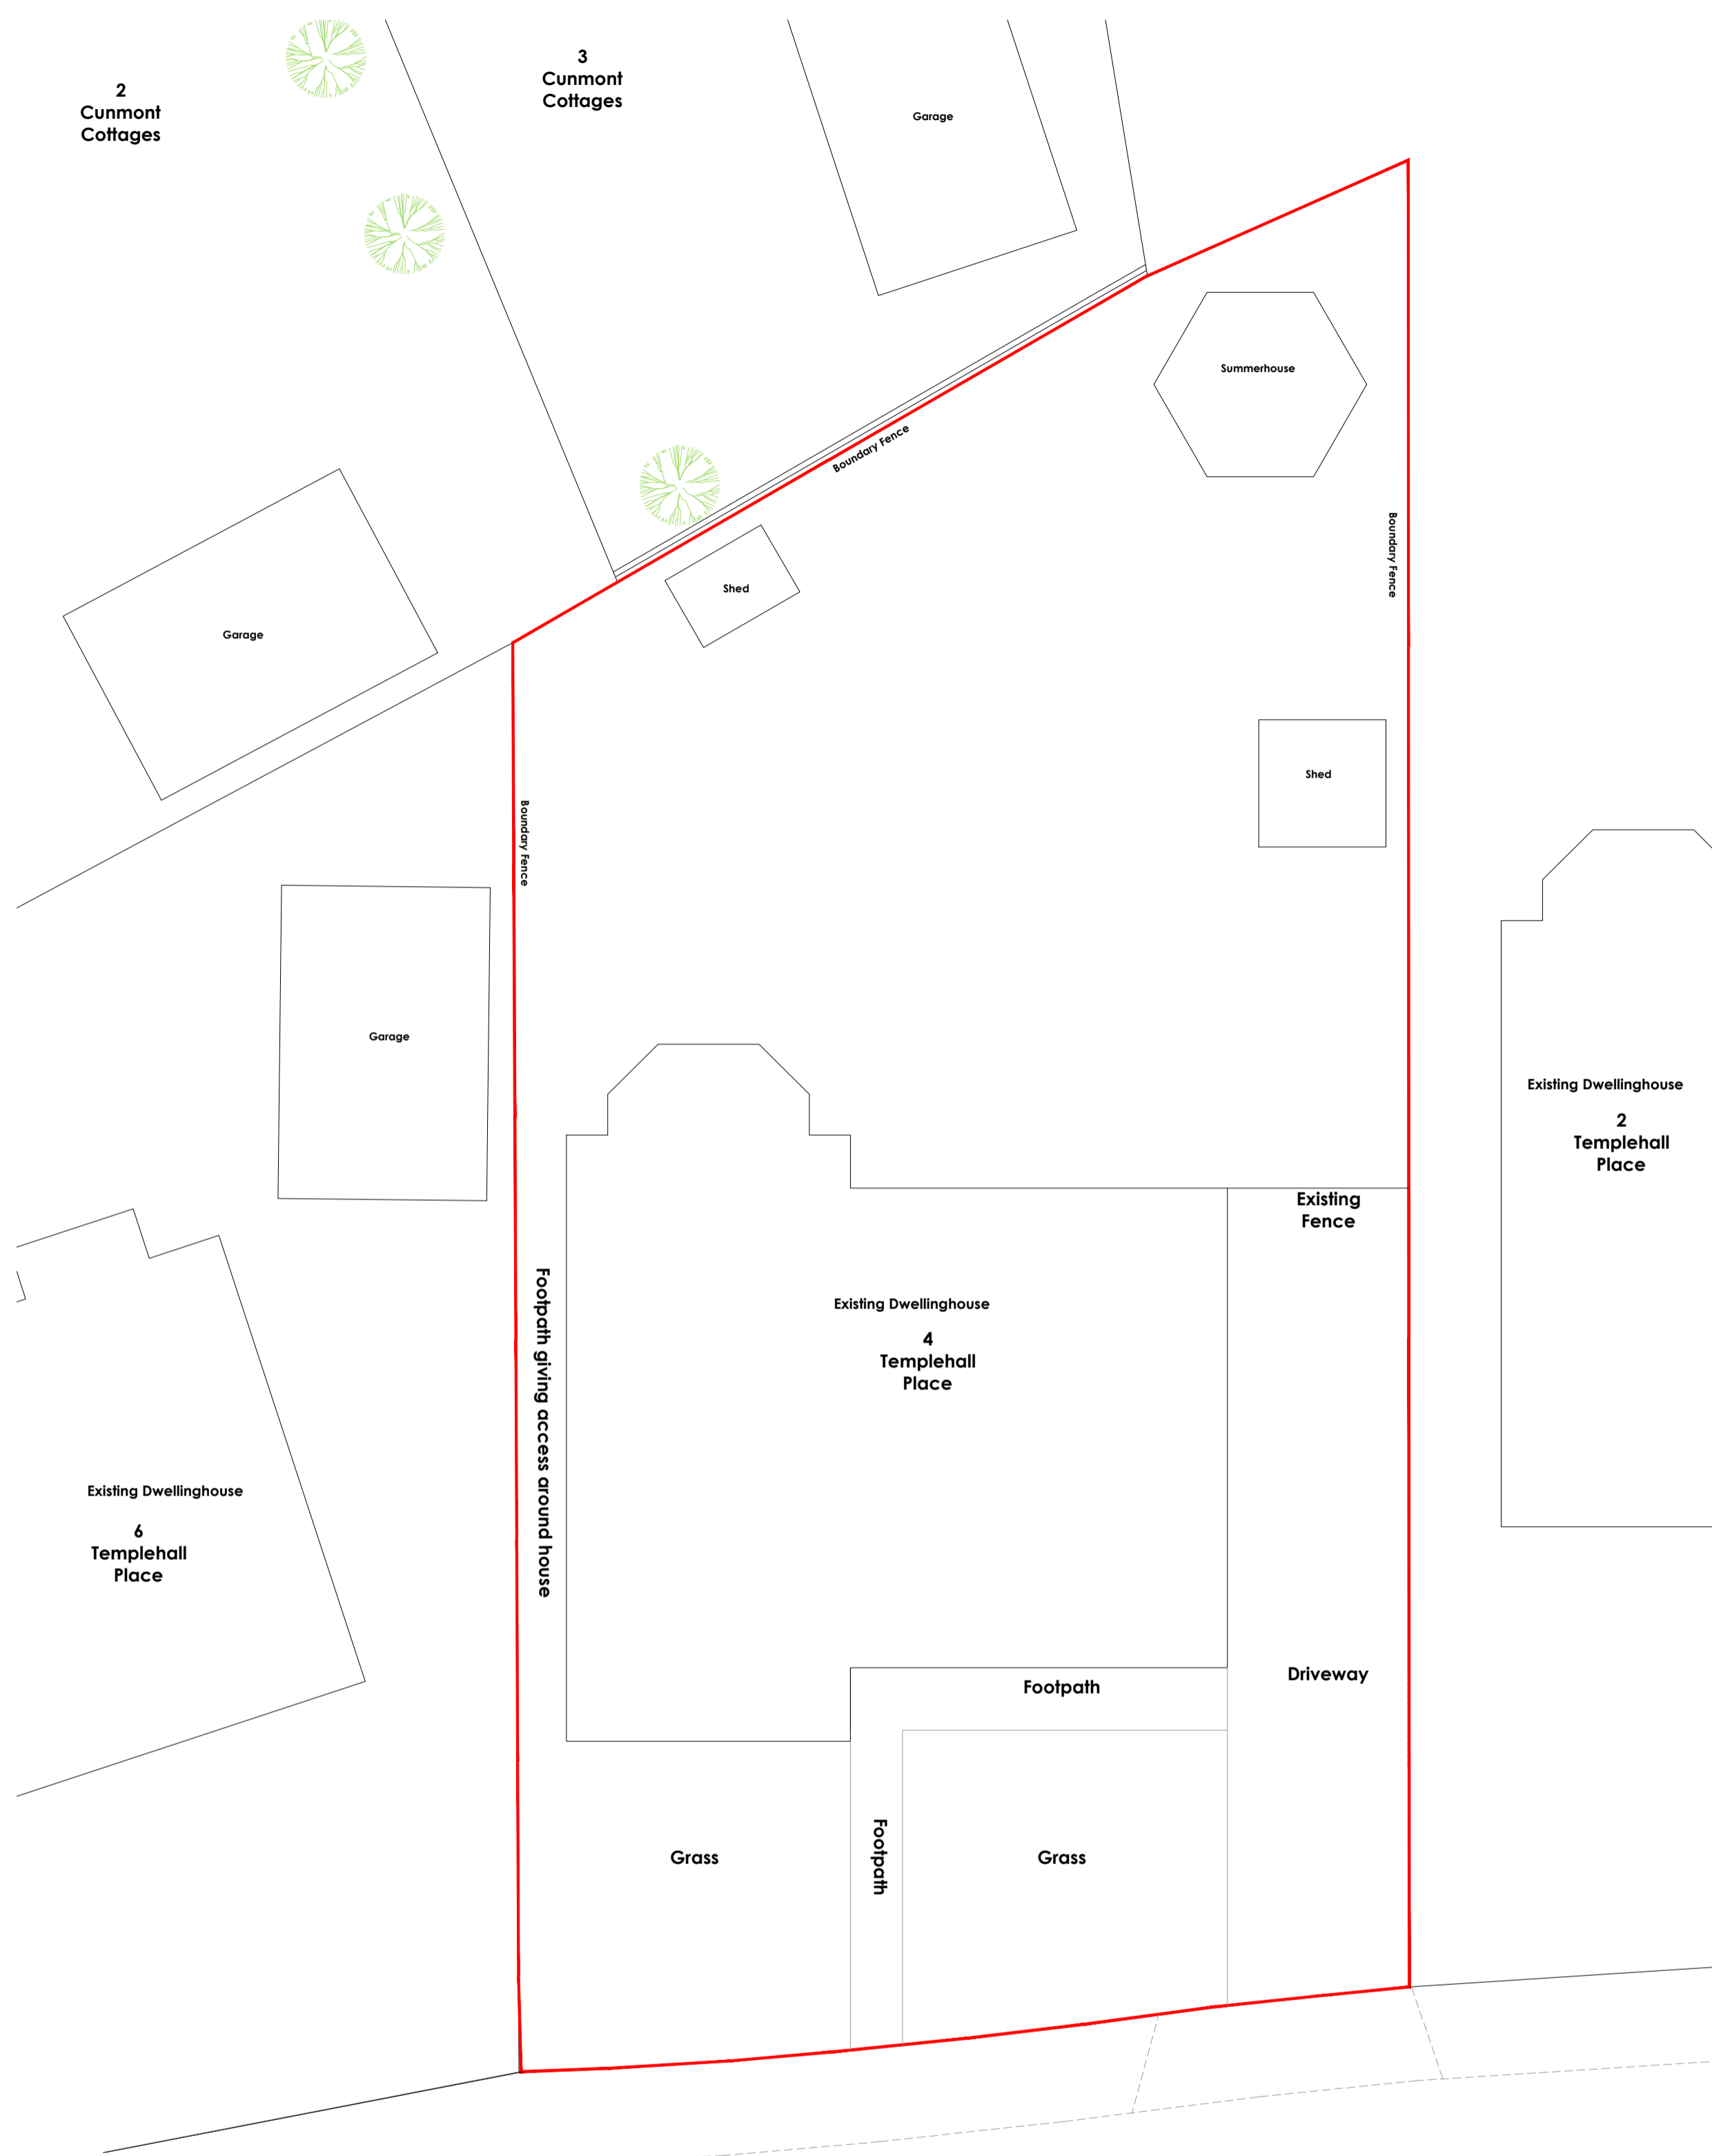 2
Cunmont
Cottages
3
Cunmont
Cottages
Garage
Summerhouse
Boundary Fence
Boundary Fence
Shed
Garage
Shed
Boundary Fence
Garage
Existing Dwellinghouse
2
Templehall
Place
Existing
Fence
Footpath giving access around house
Existing Dwellinghouse
4
Templehall
Place
Existing Dwellinghouse
6
Templehall
Place
Driveway
Footpath
Footpath
Grass
Grass